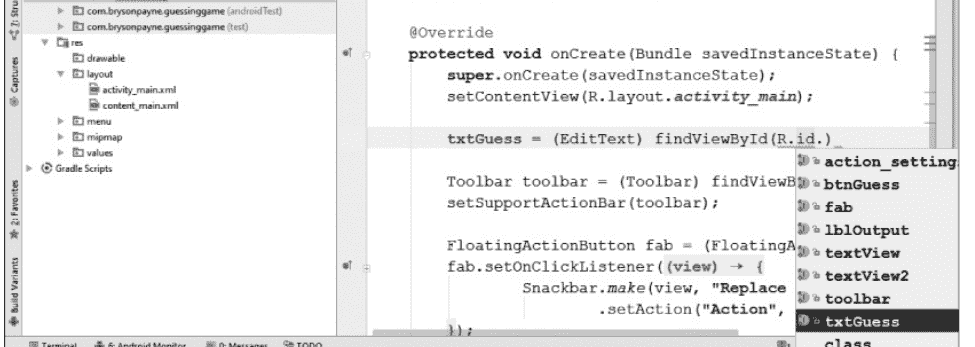 com.brysonpayne.guessinggame (androidTest)
com.brysonpayne.guessinggame (test)
res
drawable
layout
activity_main.xml
content_main.xml
menu
mipmap
values
Gradle Scripts
Captures
2: Favorites
Build Variants
@Override
protected void onCreate(Bundle savedInstanceState) {
super.onCreate(savedInstanceState);
setContentView(R.layout.activity_main);
txtGuess = (EditText) findViewById(R.id.)
Toolbar toolbar = (Toolbar) findViewB
setSupportActionBar(toolbar);
FloatingActionButton fab = (FloatingA
fab.setOnClickListener((view) → {
Snackbar.make(view, "Replace
.setAction("Action",
});
action_setting
btnGuess
fab
lblOutput
textView
textView2
toolbar
txtGuess
class
Terminal
6: Android Monitor
0: Messages
TODO